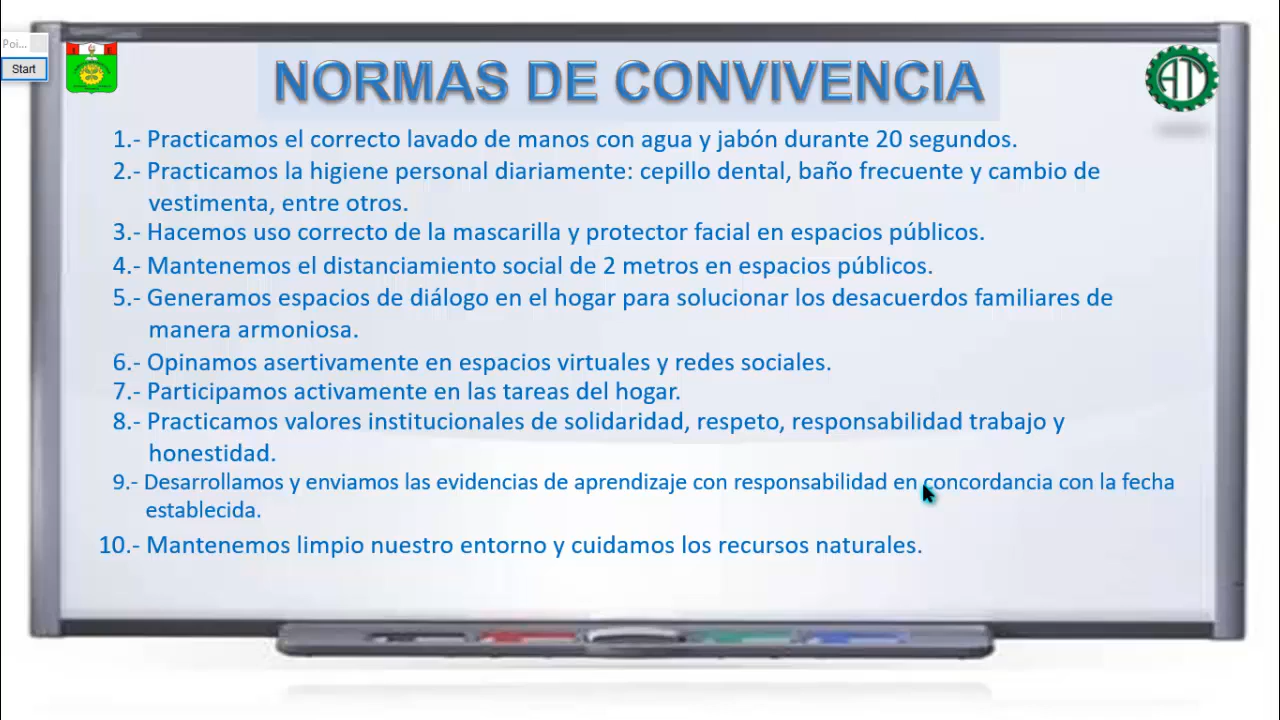 Poi...
Start
NORMAS DE CONVIVENCIA
AT
1.- Practicamos el correcto lavado de manos con agua y jabón durante 20 segundos.
2.- Practicamos la higiene personal diariamente: cepillo dental, baño frecuente y cambio de
vestimenta, entre otros.
3.- Hacemos uso correcto de la mascarilla y protector facial en espacios públicos.
4.- Mantenemos el distanciamiento social de 2 metros en espacios públicos.
5.- Generamos espacios de diálogo en el hogar para solucionar los desacuerdos familiares de
manera armoniosa.
6.- Opinamos asertivamente en espacios virtuales y redes sociales.
7.- Participamos activamente en las tareas del hogar.
8.- Practicamos valores institucionales de solidaridad, respeto, responsabilidad trabajo y
honestidad.
9.- Desarrollamos y enviamos las evidencias de aprendizaje con responsabilidad en concordancia con la fecha
establecida.
10.- Mantenemos limpio nuestro entorno y cuidamos los recursos naturales.